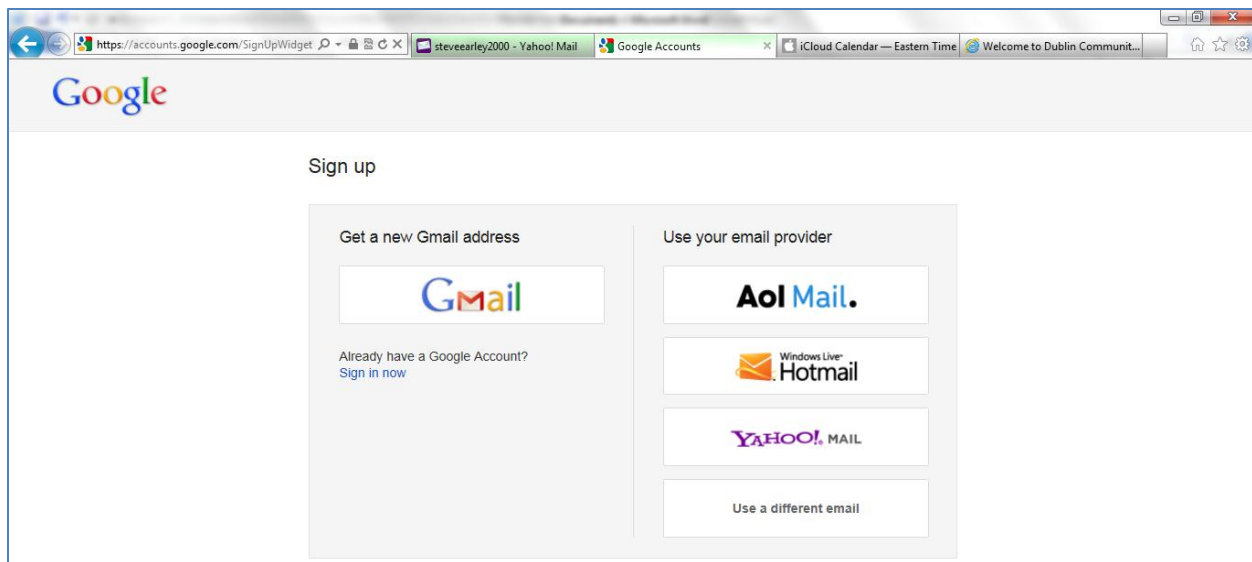 https://accounts.google.com/SignUpWidget
steveearley2000 - Yahoo! Mail
Google Accounts
iCloud Calendar — Eastern Time
Welcome to Dublin Communit...
Google
Sign up
Get a new Gmail address
Use your email provider
Gmail
Aol Mail.
Already have a Google Account?
Sign in now
Windows Live
Hotmail
YAHOO! MAIL
Use a different email